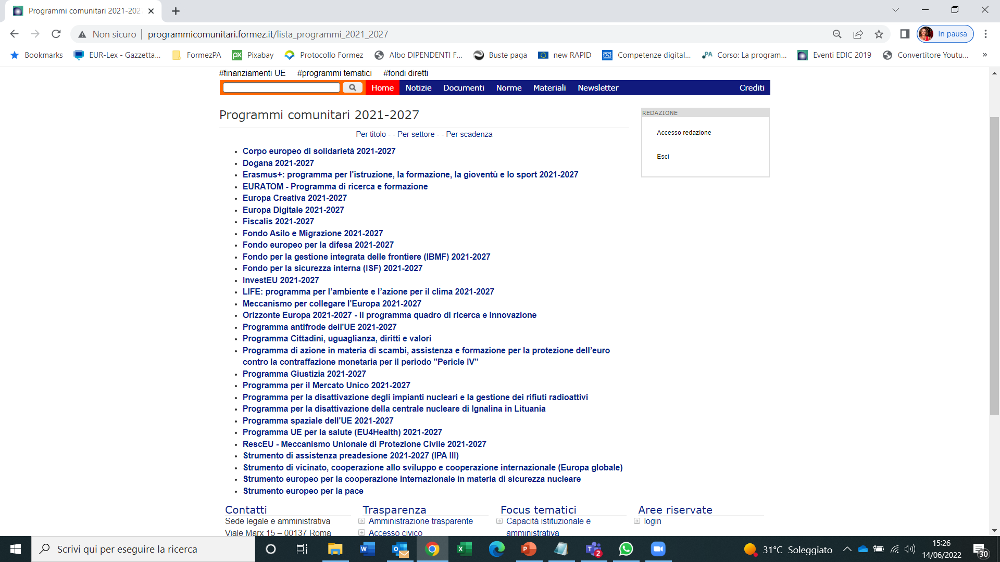 Programmi comunitari 2021-202
Non sicuro | programmicomunitari.formez.it/lista_programmi_2021_2027
In pausa
Bookmarks EUR-Lex - Gazzetta... FormezPA Pixabay Protocollo Formez Albo DIPENDENTI F... Buste paga new RAPID Competenze digital... Corso: La program... Eventi EDIC 2019 Convertitore Youtu... »
#finanziamenti UE #programmi tematici #fondi diretti
Home Notizie Documenti Norme Materiali Newsletter Crediti
Programmi comunitari 2021-2027
REDAZIONE
Accesso redazione
Esci
Per titolo - - Per settore - - Per scadenza
Corpo europeo di solidarietà 2021-2027
Dogana 2021-2027
Erasmus+: programma per l'istruzione, la formazione, la gioventù e lo sport 2021-2027
EURATOM - Programma di ricerca e formazione
Europa Creativa 2021-2027
Europa Digitale 2021-2027
Fiscalis 2021-2027
Fondo Asilo e Migrazione 2021-2027
Fondo europeo per la difesa 2021-2027
Fondo per la gestione integrata delle frontiere (IBMF) 2021-2027
Fondo per la sicurezza interna (ISF) 2021-2027
InvestEU 2021-2027
LIFE: programma per l’ambiente e l’azione per il clima 2021-2027
Meccanismo per collegare l'Europa 2021-2027
Orizzonte Europa 2021-2027 - il programma quadro di ricerca e innovazione
Programma antifrode dell'UE 2021-2027
Programma Cittadini, uguaglianza, diritti e valori
Programma di azione in materia di scambi, assistenza e formazione per la protezione dell’euro
contro la contraffazione monetaria per il periodo "Pericle IV"
Programma Giustizia 2021-2027
Programma per il Mercato Unico 2021-2027
Programma per la disattivazione degli impianti nucleari e la gestione dei rifiuti radioattivi
Programma per la disattivazione della centrale nucleare di Ignalina in Lituania
Programma spaziale dell'UE 2021-2027
Programma UE per la salute (EU4Health) 2021-2027
RescEU - Meccanismo Unionale di Protezione Civile 2021-2027
Strumento di assistenza preadesione 2021-2027 (IPA III)
Strumento di vicinato, cooperazione allo sviluppo e cooperazione internazionale (Europa globale)
Strumento europeo per la cooperazione internazionale in materia di sicurezza nucleare
Strumento europeo per la pace
Contatti Trasparenza Focus tematici Aree riservate
Sede legale e amministrativa Amministrazione trasparente Capacità istituzionale e login
Viale Marx 15 – 00137 Roma Accesso civico amministrativa
Scrivi qui per eseguire la ricerca
2
31°C Soleggiato
15:26
14/06/2022
30